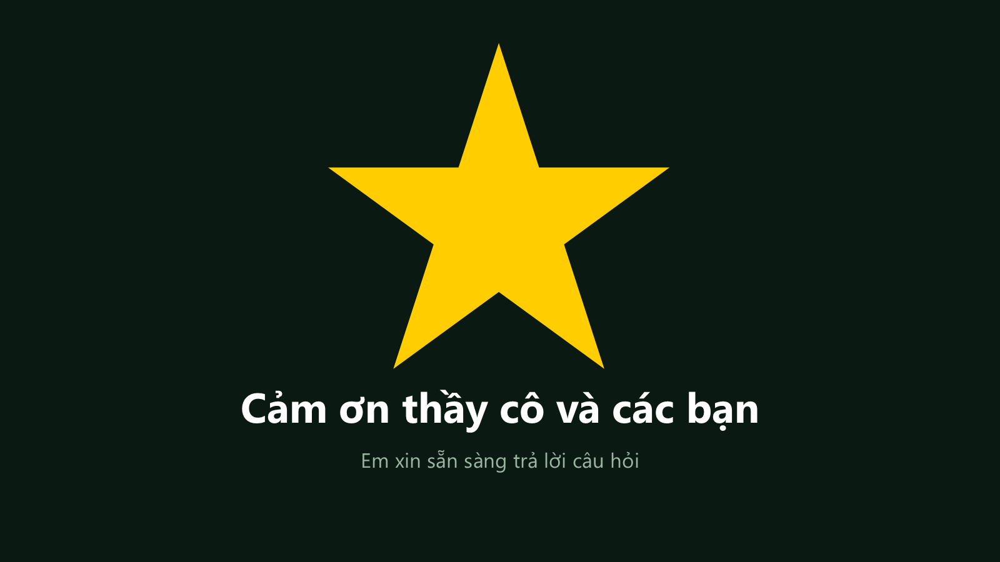 Cảm ơn thầy cô và các bạn
Em xin sẵn sàng trả lời câu hỏi